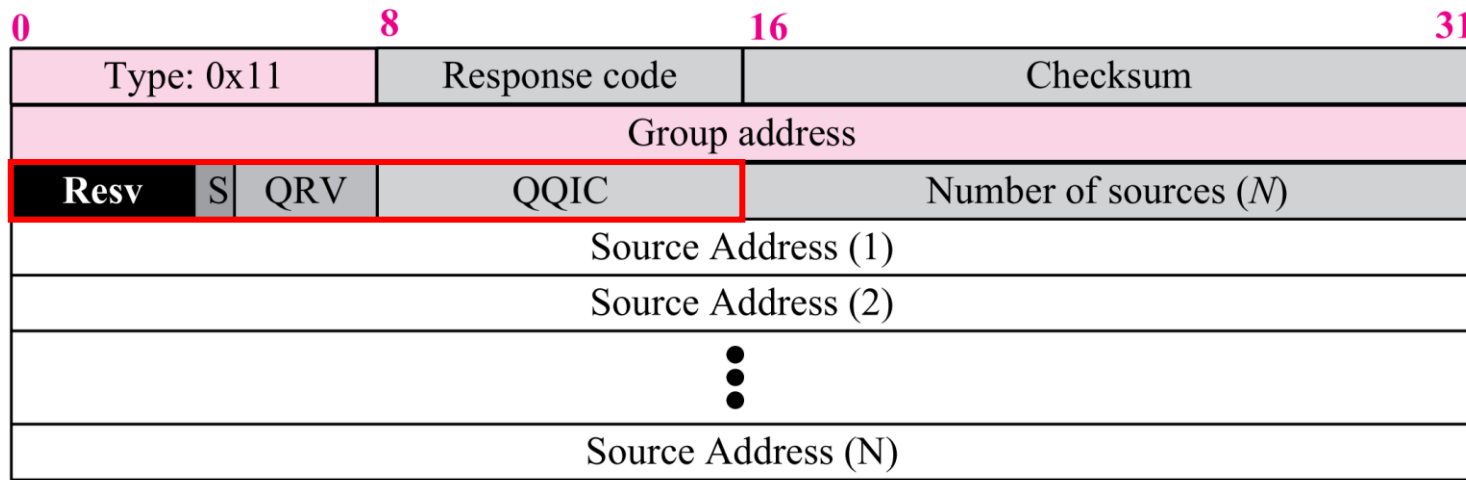 0 8 16 31
Type: 0x11 Response code Checksum
Group address
Resv S QRV QQIC Number of sources (N)
Source Address (1)
Source Address (2)
Source Address (N)